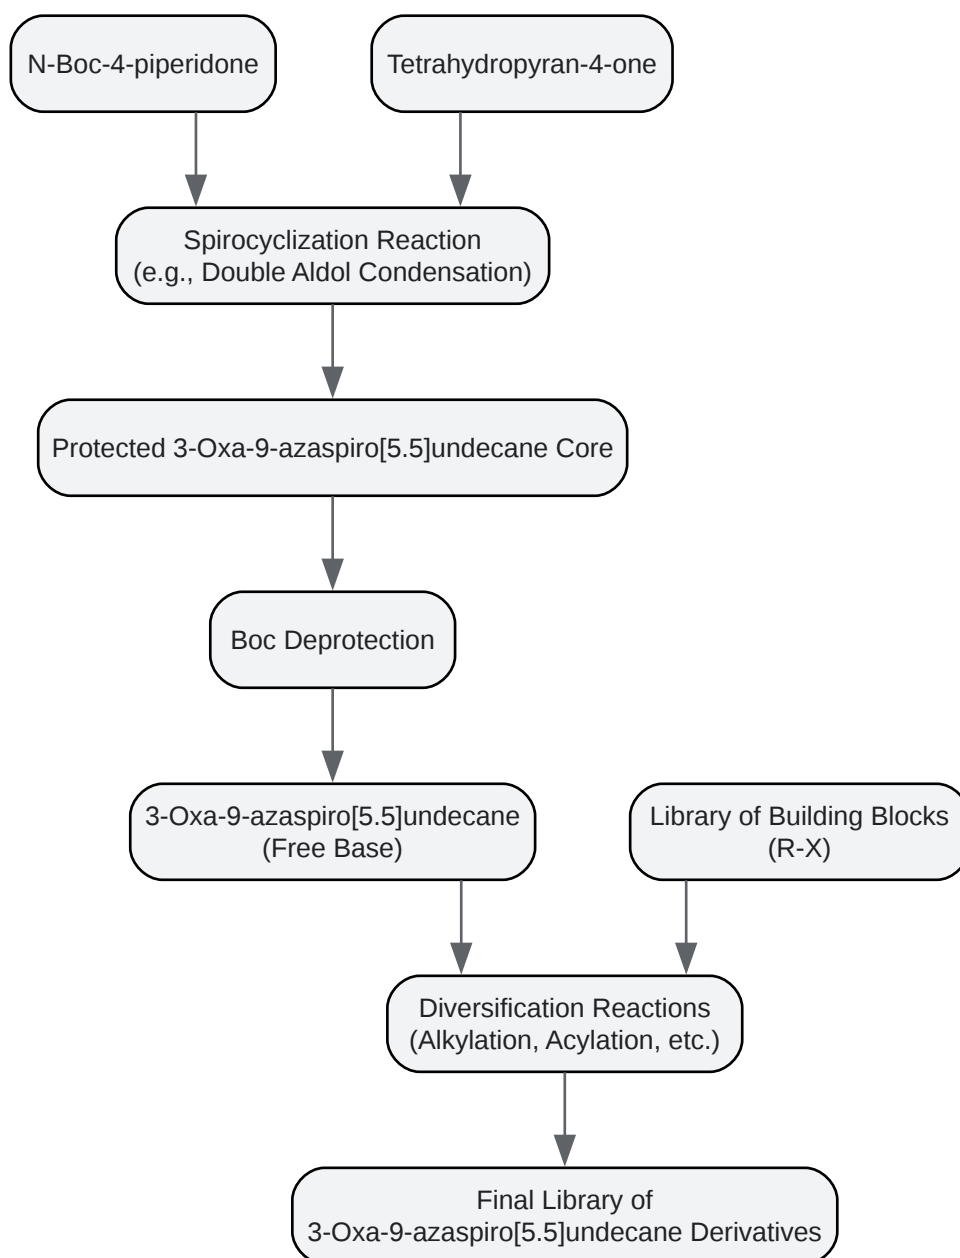 N-Boc-4-piperidone
Tetrahydropyran-4-one
Spirocyclization Reaction
(e.g., Double Aldol Condensation)
Protected 3-Oxa-9-azaspiro[5.5]undecane Core
Boc Deprotection
3-Oxa-9-azaspiro[5.5]undecane
(Free Base)
Library of Building Blocks
(R-X)
Diversification Reactions
(Alkylation, Acylation, etc.)
Final Library of
3-Oxa-9-azaspiro[5.5]undecane Derivatives